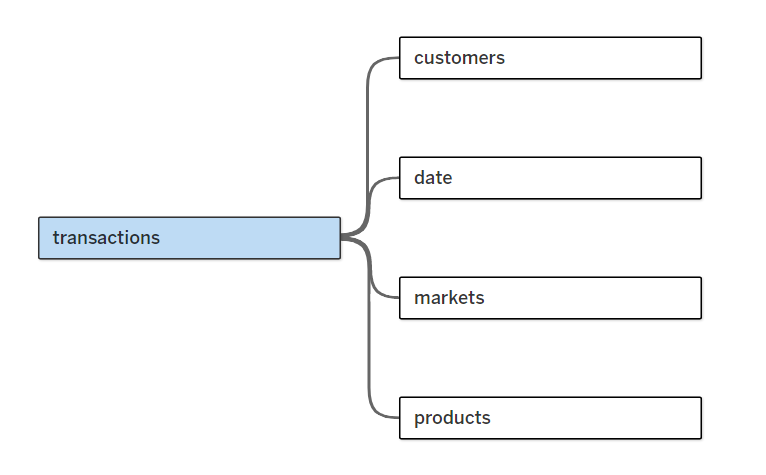 customers
date
transactions
markets
products